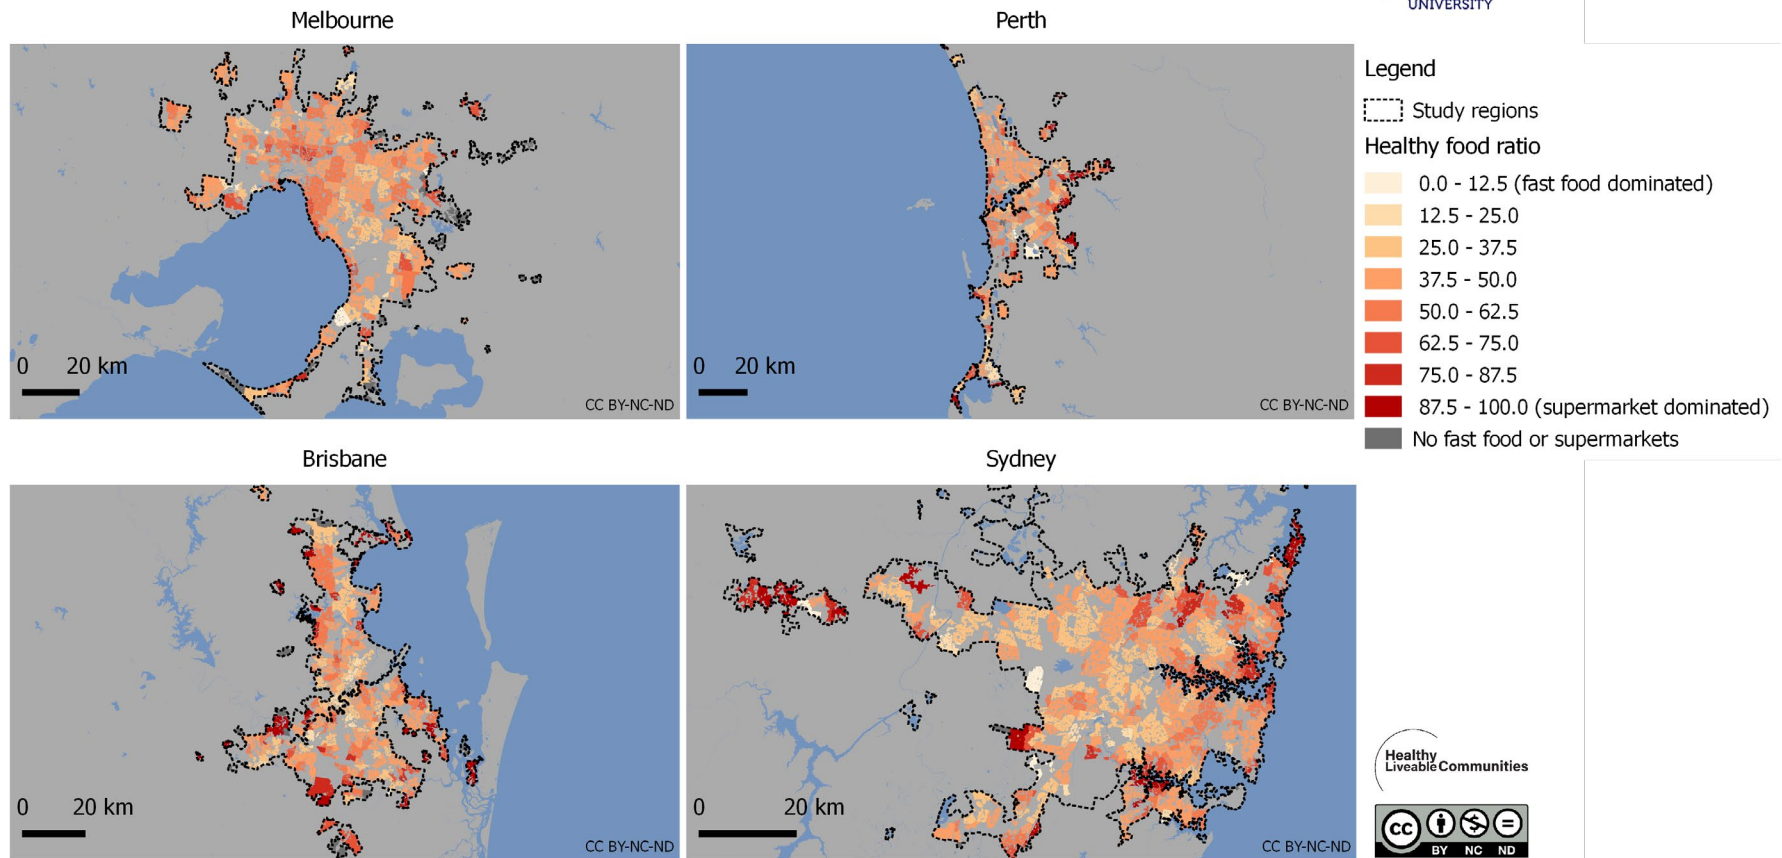 UNIVERSITY
Melbourne
Perth
0 20 km
CC BY-NC-ND
0 20 km
CC BY-NC-ND
Legend
Study regions
Healthy food ratio
0.0 - 12.5 (fast food dominated)
12.5 - 25.0
25.0 - 37.5
37.5 - 50.0
50.0 - 62.5
62.5 - 75.0
75.0 - 87.5
87.5 - 100.0 (supermarket dominated)
No fast food or supermarkets
Brisbane
Sydney
0 20 km
CC BY-NC-ND
0 20 km
CC BY-NC-ND
Healthy
Liveable Communities
CC
BY NC ND